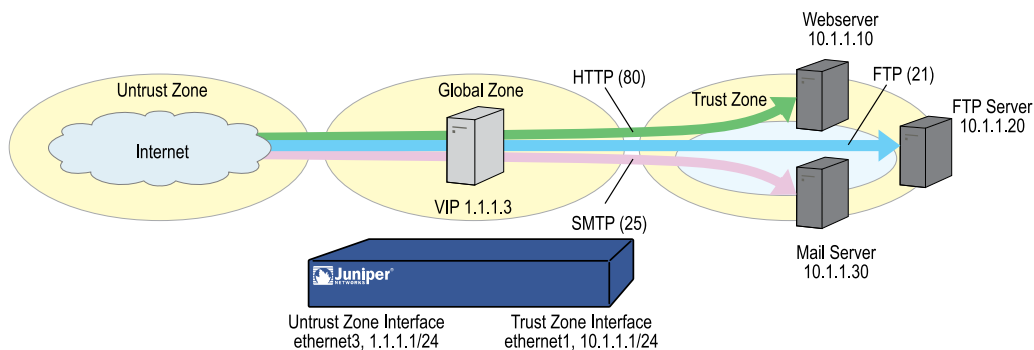 Webserver
10.1.1.10
HTTP (80)
FTP (21)
Untrust Zone
Global Zone
Trust Zone
FTP Server
10.1.1.20
Internet
VIP 1.1.1.3
SMTP (25)
Mail Server
10.1.1.30
Juniper®
NETWORKS
Untrust Zone Interface
ethernet3, 1.1.1.1/24
Trust Zone Interface
ethernet1, 10.1.1.1/24